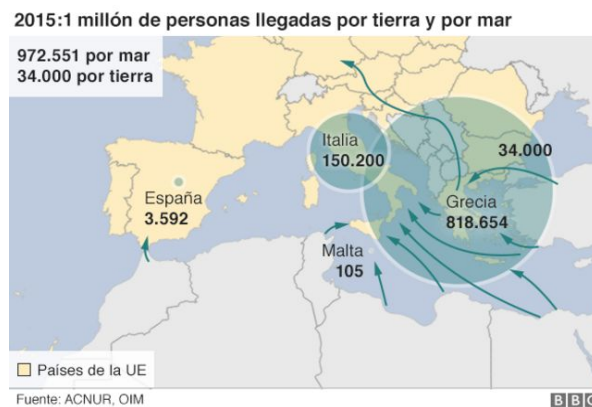 2015:1 millón de personas llegadas por tierra y por mar
972.551 por mar
34.000 por tierra
Italia
150.200
34.000
España
3.592
Grecia
818.654
Malta
105
Países de la UE
Fuente: ACNUR, OIM
BBC